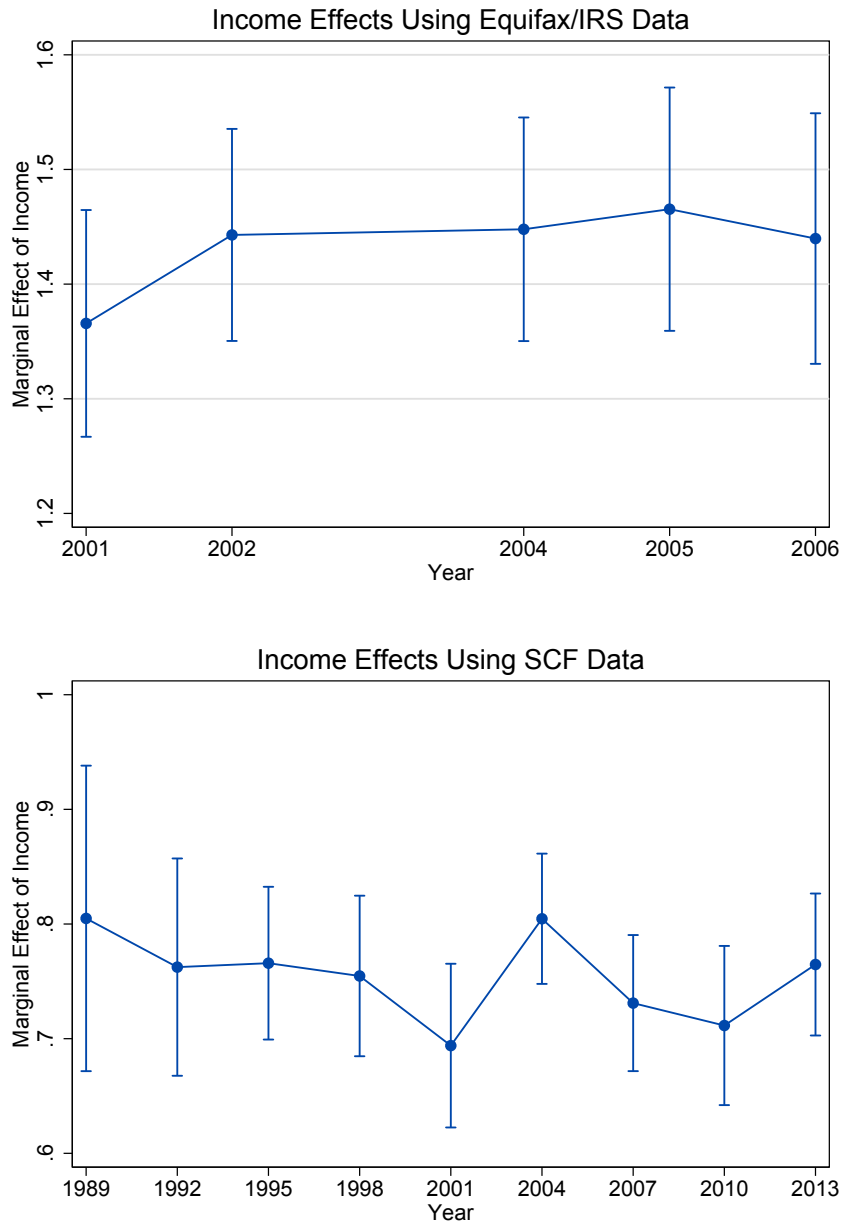 Income Effects Using Equifax/IRS Data
Marginal Effect of Income
1.6
1.5
1.4
1.3
1.2
2001 2002 2004 2005 2006
Year
Income Effects Using SCF Data
Marginal Effect of Income
1
.9
.8
.7
.6
1989 1992 1995 1998 2001 2004 2007 2010 2013
Year